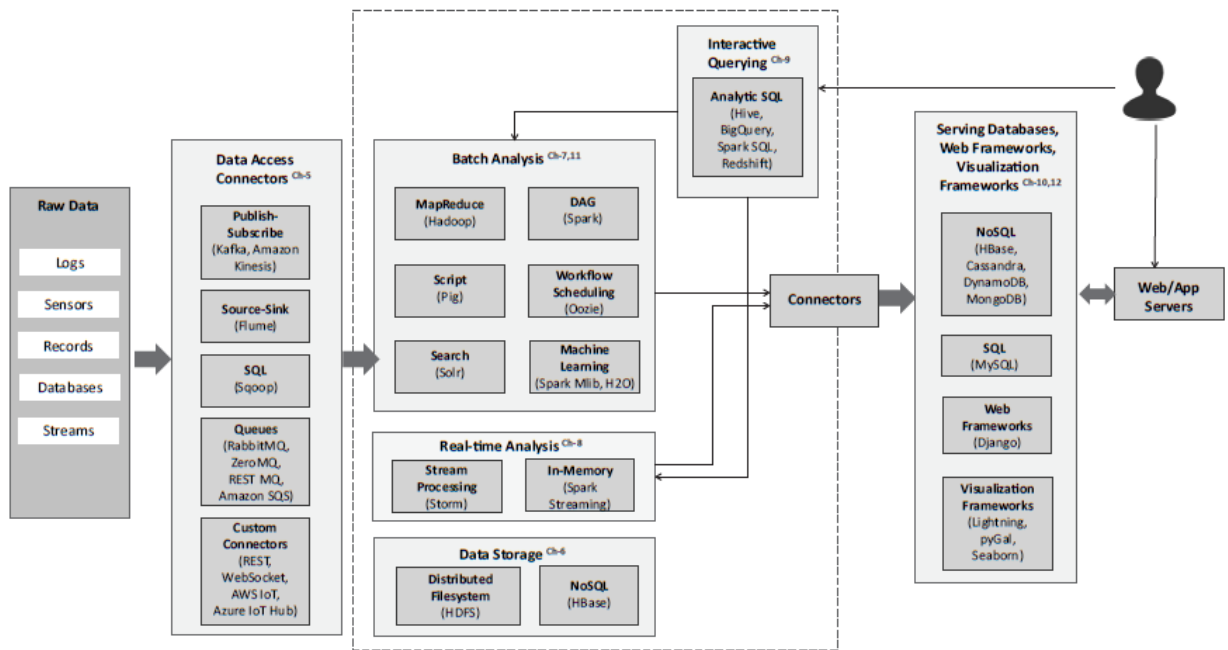 Raw Data
Logs
Sensors
Records
Databases
Streams
Data Access
Connectors Ch-5
Publish-
Subscribe
(Kafka, Amazon
Kinesis)
Source-Sink
(Flume)
SQL
(Sqoop)
Queues
(RabbitMQ,
ZeroMQ,
REST MQ,
Amazon SQS)
Custom
Connectors
(REST,
WebSocket,
AWS IoT,
Azure IoT Hub)
Batch Analysis Ch-7,11
MapReduce
(Hadoop)
DAG
(Spark)
Script
(Pig)
Workflow
Scheduling
(Oozie)
Search
(Solr)
Machine
Learning
(Spark Mlib, H2O)
Real-time Analysis Ch-8
Stream
Processing
(Storm)
In-Memory
(Spark
Streaming)
Data Storage Ch-6
Distributed
Filesystem
(HDFS)
NoSQL
(HBase)
Interactive
Querying Ch-9
Analytic SQL
(Hive,
BigQuery,
Spark SQL,
Redshift)
Connectors
Serving Databases,
Web Frameworks,
Visualization
Frameworks Ch-10,12
NoSQL
(HBase,
Cassandra,
DynamoDB,
MongoDB)
SQL
(MySQL)
Web
Frameworks
(Django)
Visualization
Frameworks
(Lightning,
pyGal,
Seaborn)
Web/App
Servers